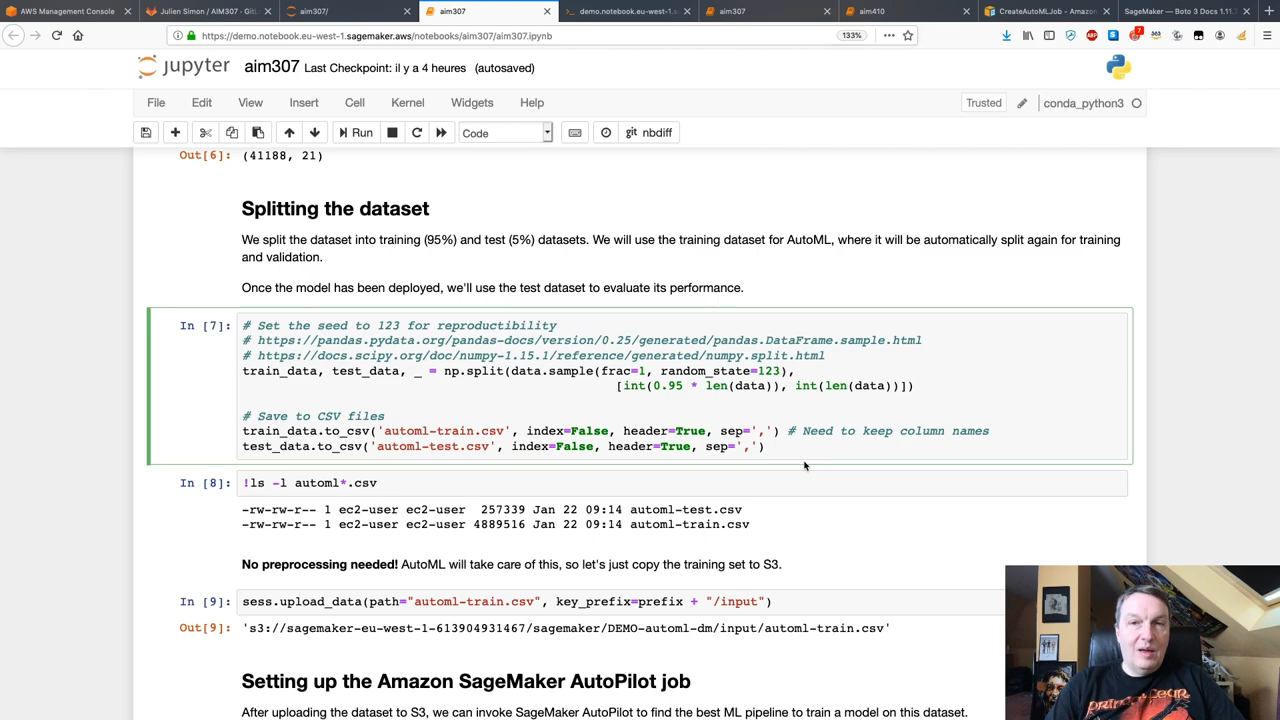 AWS Management Console
Julien Simon / AIM307 · GitL
aim307/
aim307
demo.notebook.eu-west-1.sa
aim307
aim410
CreateAutoMLJob - Amazon
SageMaker — Boto 3 Docs 1.11.
https://demo.notebook.eu-west-1.sagemaker.aws/notebooks/aim307/aim307.ipynb
133%
jupyter aim307 Last Checkpoint: il y a 4 heures (autosaved)
File Edit View Insert Cell Kernel Widgets Help
Trusted
conda_python3
Run
Code
git nbdiff
Out[6]: (41188, 21)
Splitting the dataset
We split the dataset into training (95%) and test (5%) datasets. We will use the training dataset for AutoML, where it will be automatically split again for training
and validation.
Once the model has been deployed, we'll use the test dataset to evaluate its performance.
In [7]: # Set the seed to 123 for reproductibility
# https://pandas.pydata.org/pandas-docs/version/0.25/generated/pandas.DataFrame.sample.html
# https://docs.scipy.org/doc/numpy-1.15.1/reference/generated/numpy.split.html
train_data, test_data, _ = np.split(data.sample(frac=1, random_state=123),
[int(0.95 * len(data)), int(len(data))])
# Save to CSV files
train_data.to_csv('automl-train.csv', index=False, header=True, sep=',') # Need to keep column names
test_data.to_csv('automl-test.csv', index=False, header=True, sep=',')
In [8]: !ls -l automl*.csv
-rw-rw-r-- 1 ec2-user ec2-user 257339 Jan 22 09:14 automl-test.csv
-rw-rw-r-- 1 ec2-user ec2-user 4889516 Jan 22 09:14 automl-train.csv
No preprocessing needed! AutoML will take care of this, so let's just copy the training set to S3.
In [9]: sess.upload_data(path="automl-train.csv", key_prefix=prefix + "/input")
Out[9]: 's3://sagemaker-eu-west-1-613904931467/sagemaker/DEMO-automl-dm/input/automl-train.csv'
Setting up the Amazon SageMaker AutoPilot job
After uploading the dataset to S3, we can invoke SageMaker AutoPilot to find the best ML pipeline to train a model on this dataset.